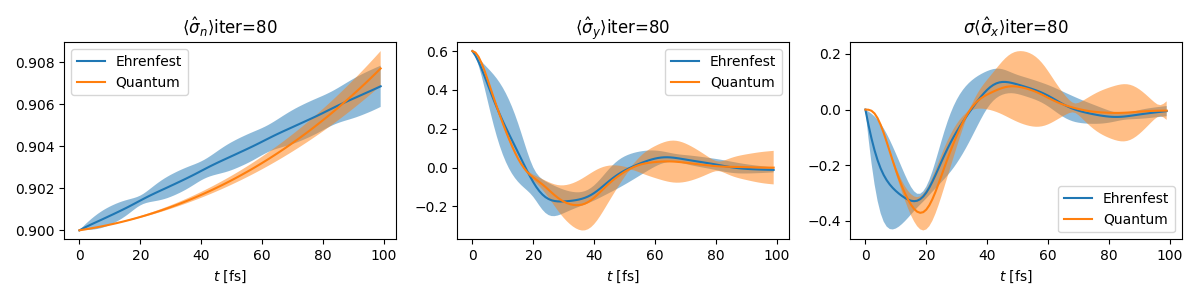 ⟨σ̂ₙ⟩iter=80
0.908
0.906
0.904
0.902
0.900
Ehrenfest
Quantum
0 20 40 60 80 100
t [fs]
⟨σ̂ᵧ⟩iter=80
0.6
0.4
0.2
0.0
−0.2
Ehrenfest
Quantum
0 20 40 60 80 100
t [fs]
σ⟨σ̂ₓ⟩iter=80
0.2
0.0
−0.2
−0.4
Ehrenfest
Quantum
0 20 40 60 80 100
t [fs]